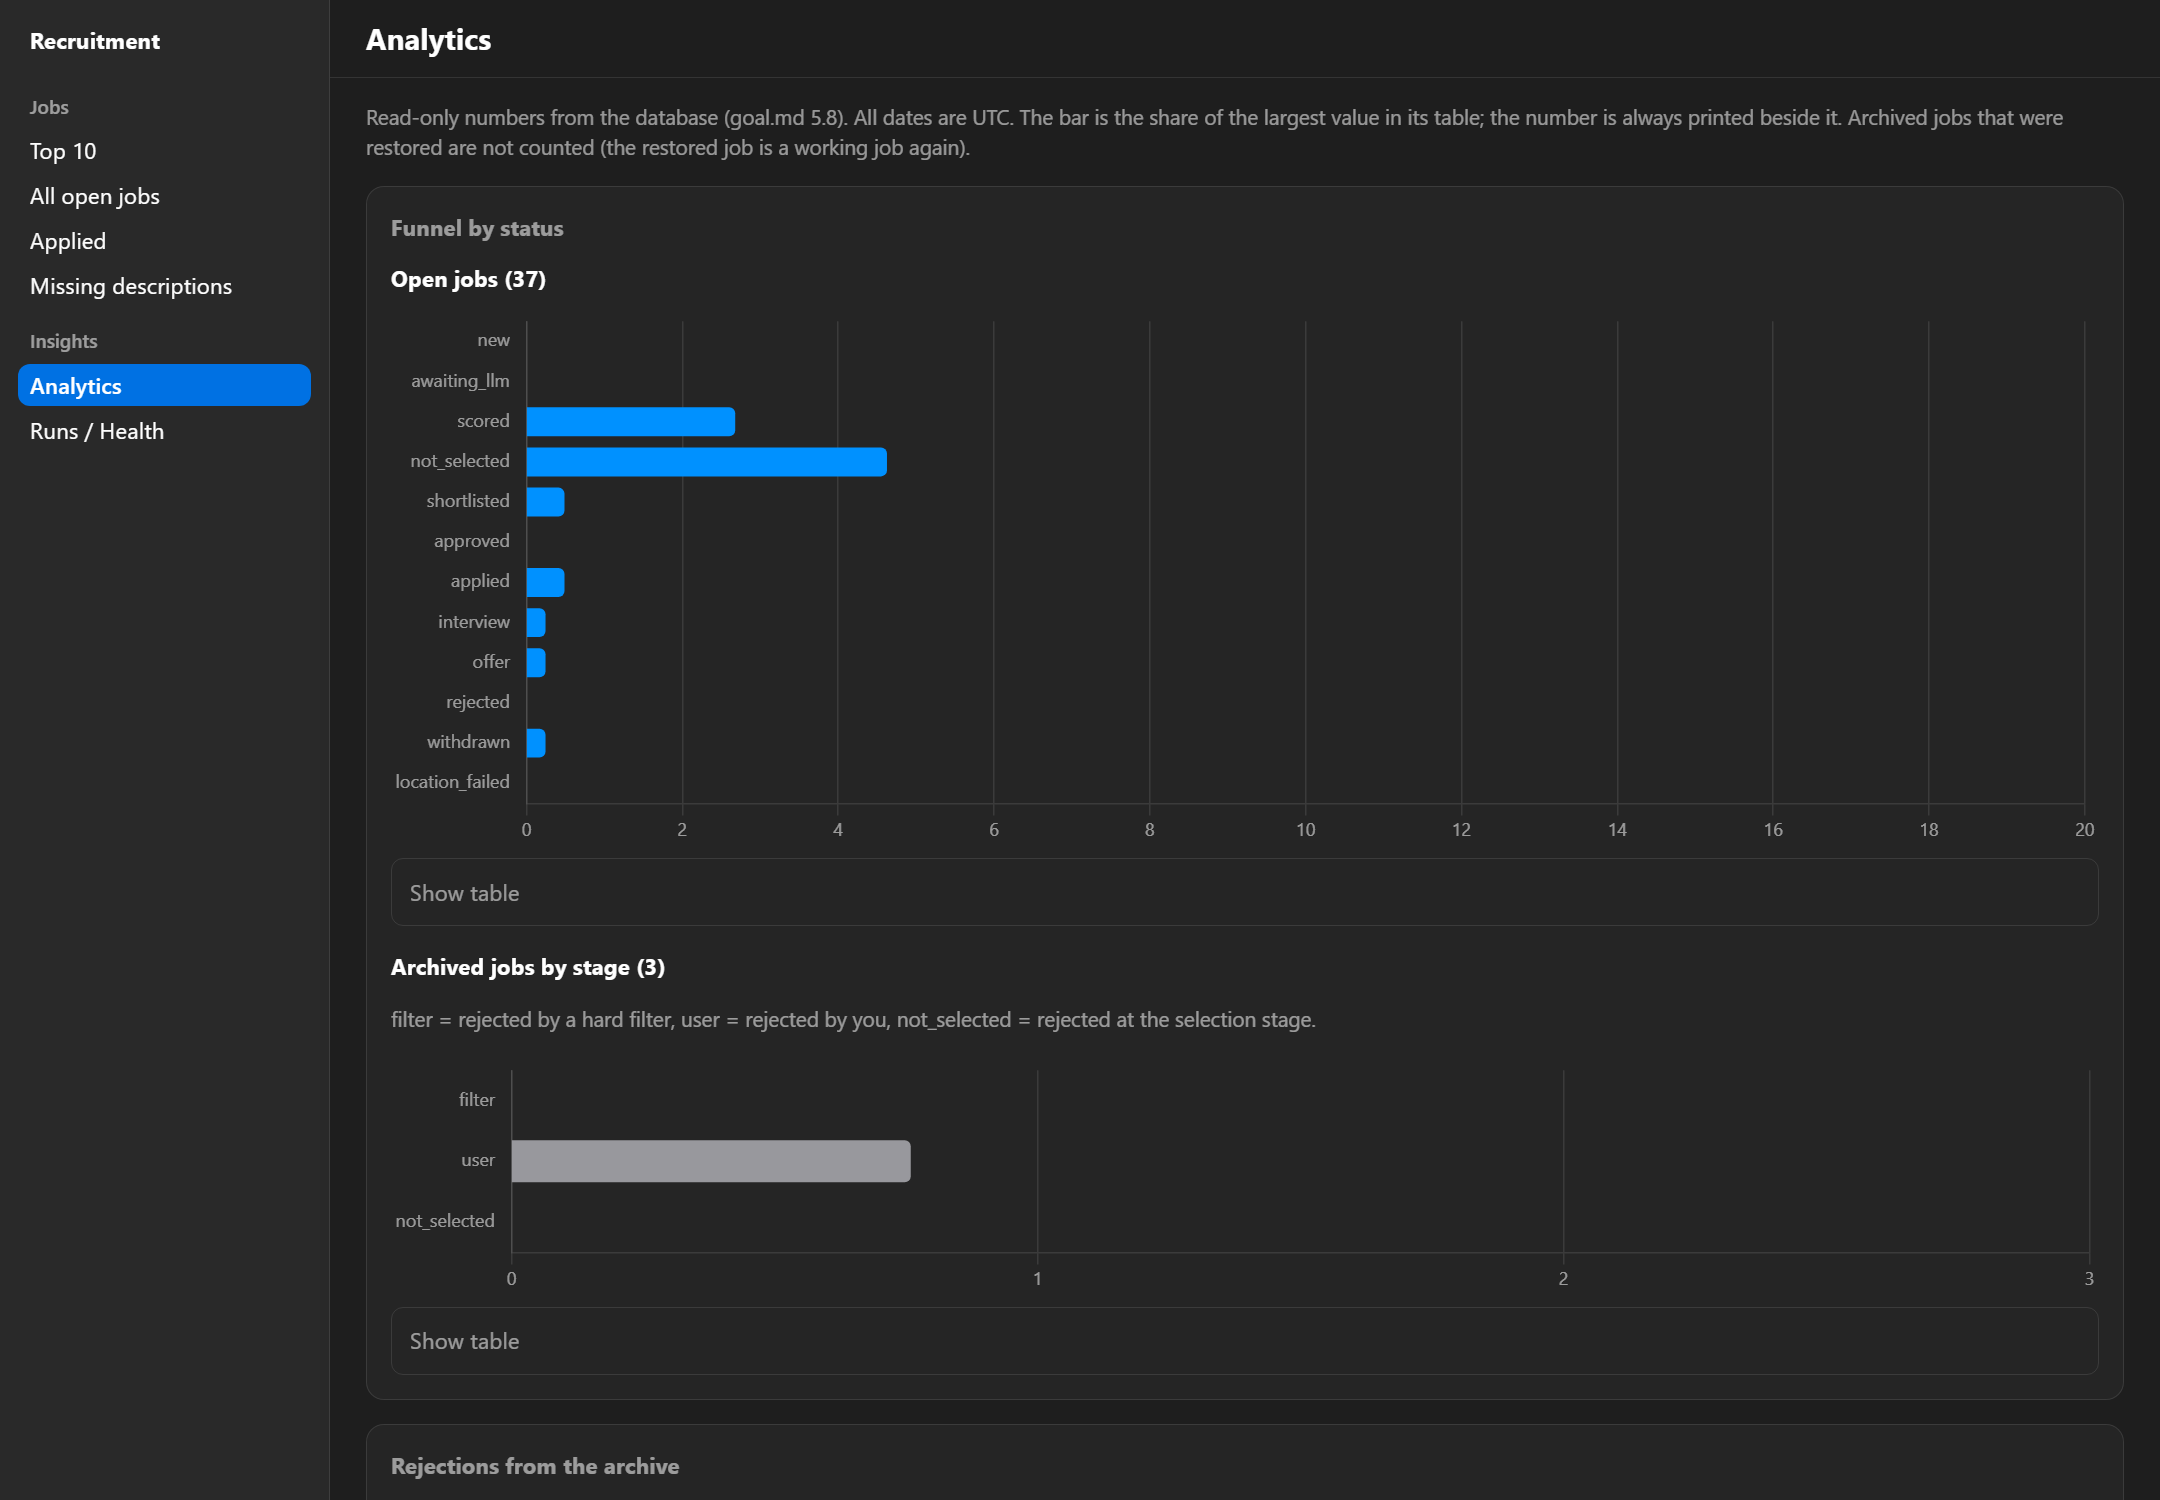 Recruitment
Jobs
Top 10
All open jobs
Applied
Missing descriptions
Insights
Analytics
Runs / Health
Analytics
Read-only numbers from the database (goal.md 5.8). All dates are UTC. The bar is the share of the largest value in its table; the number is always printed beside it. Archived jobs that were
restored are not counted (the restored job is a working job again).
Funnel by status
Open jobs (37)
new
awaiting_llm
scored
not_selected
shortlisted
approved
applied
interview
offer
rejected
withdrawn
location_failed
0 2 4 6 8 10 12 14 16 18 20
Show table
Archived jobs by stage (3)
filter = rejected by a hard filter, user = rejected by you, not_selected = rejected at the selection stage.
filter
user
not_selected
0 1 2 3
Show table
Rejections from the archive